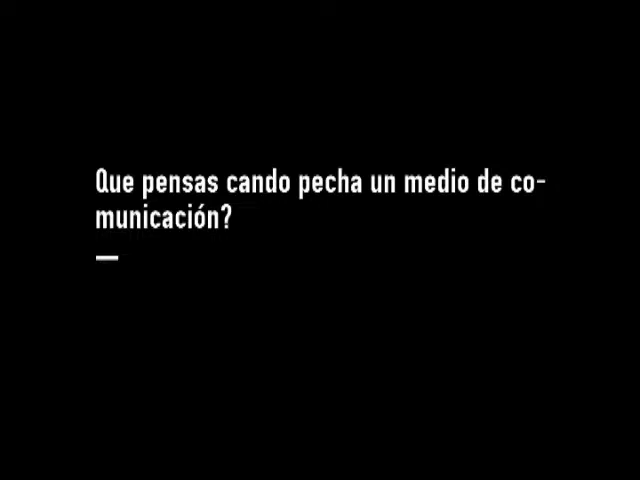 Que pensas cando pecha un medio de co-
municación?